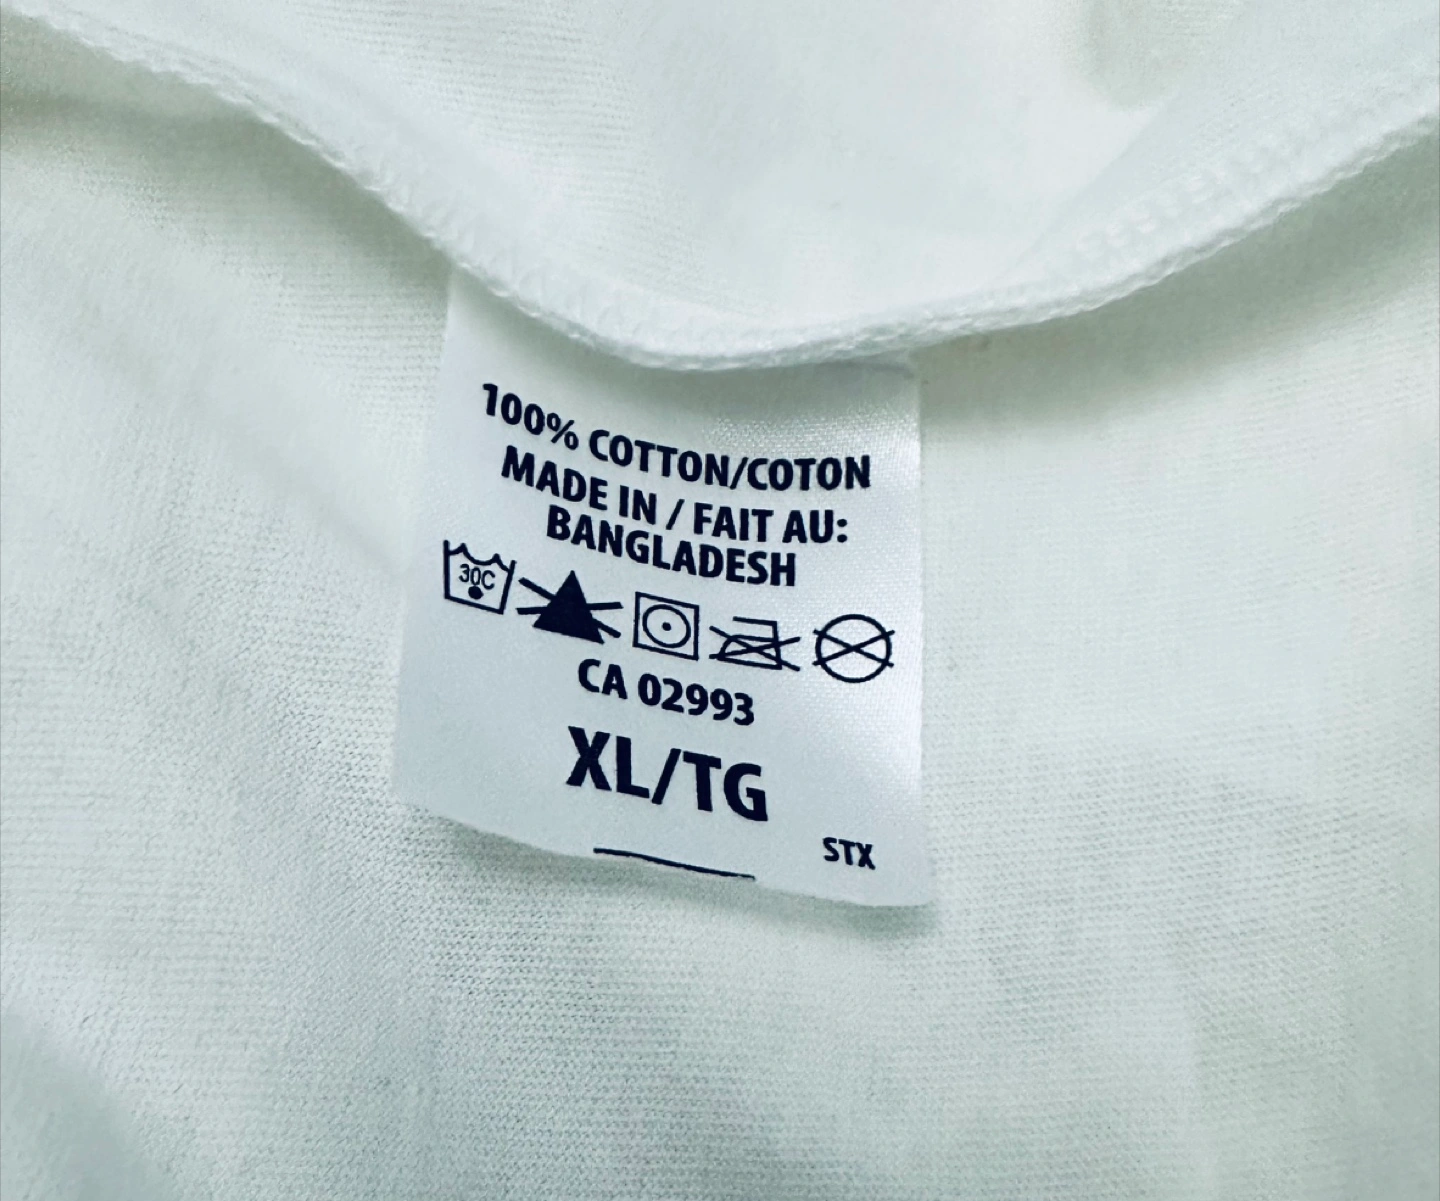 100% COTTON/COTON
MADE IN / FAIT AU:
BANGLADESH
30C
CA 02993
XL/TG
STX